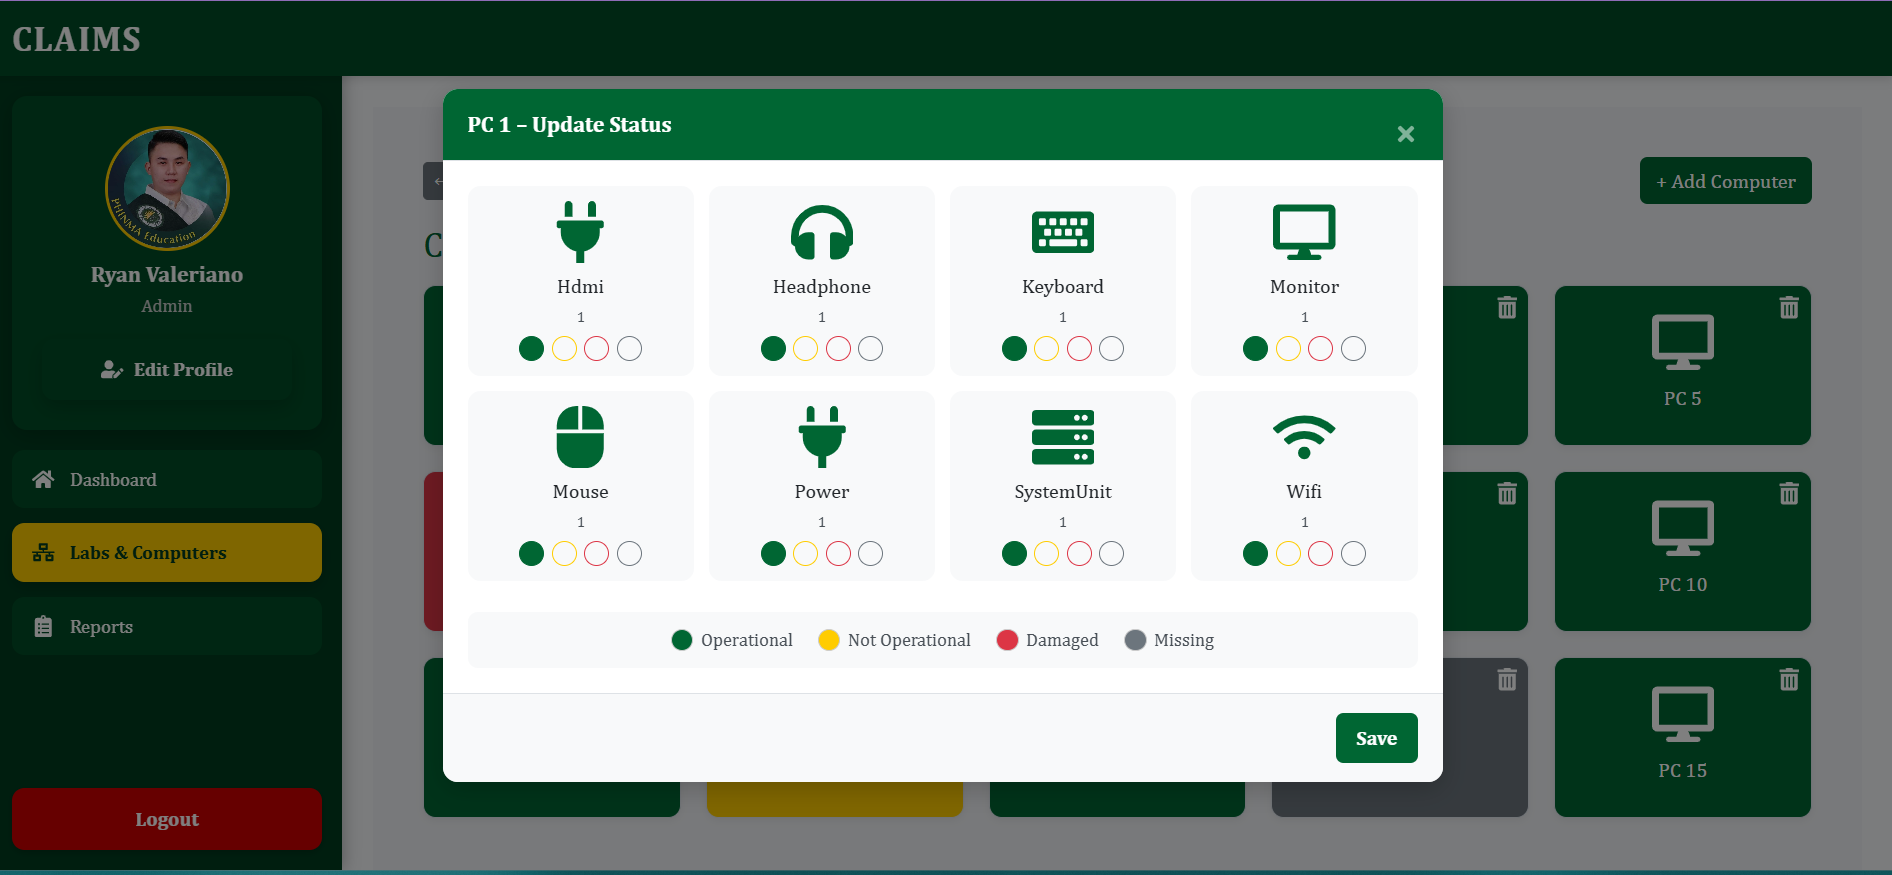 CLAIMS
PHINMA Education
Ryan Valeriano
Admin
Edit Profile
Dashboard
Labs & Computers
Reports
Logout
PC 1 – Update Status
×
Hdmi
1
Headphone
1
Keyboard
1
Monitor
1
Mouse
1
Power
1
SystemUnit
1
Wifi
1
Operational
Not Operational
Damaged
Missing
Save
←
C
+ Add Computer
PC 5
PC 10
PC 15